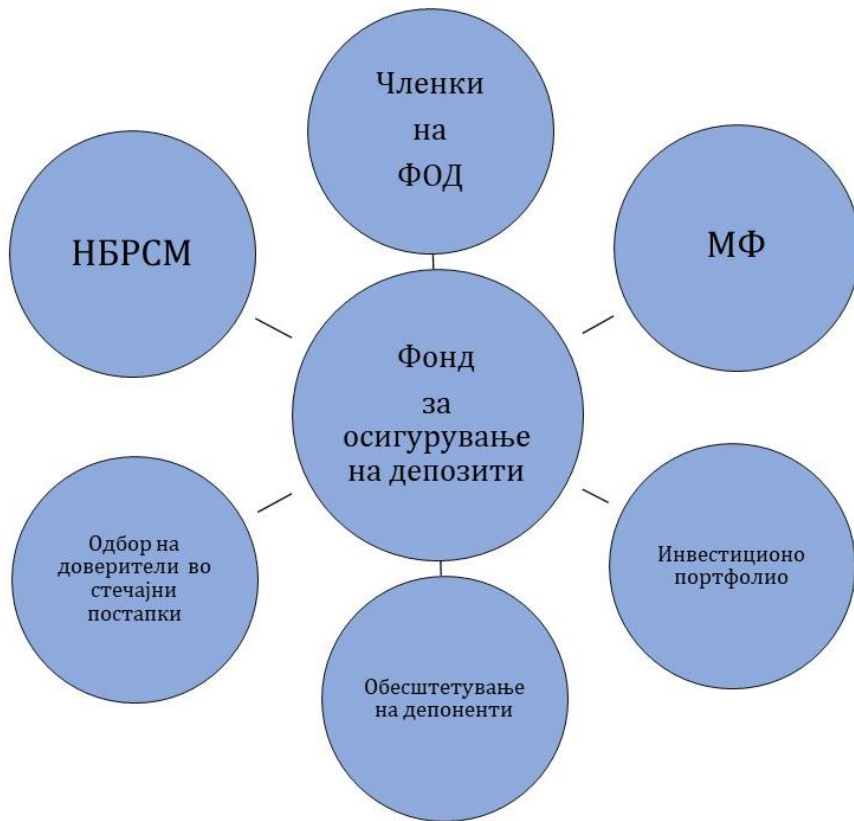 Членки
на
ФОД
НБРСМ
МФ
Фонд
за
осигурување
на депозити
Одбор на
доверители во
стечајни
постапки
Инвестиционо
портфолио
Обесштетување
на депоненти